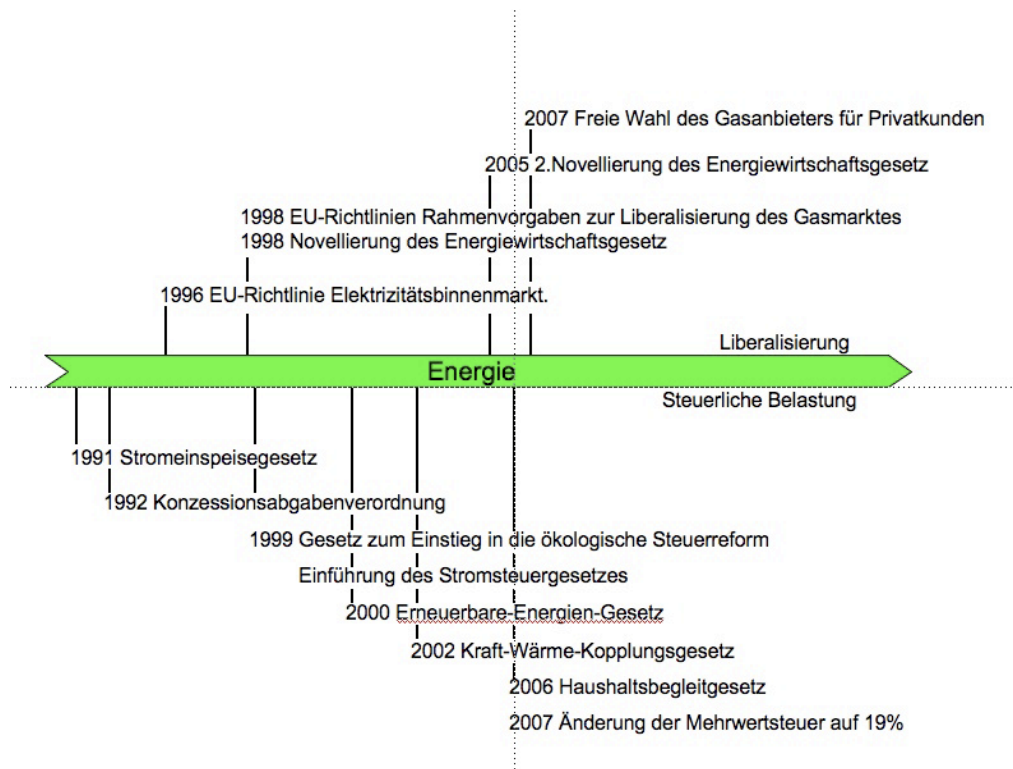 2007 Freie Wahl des Gasanbieters für Privatkunden
2005 2.Novellierung des Energiewirtschaftsgesetz
1998 EU-Richtlinien Rahmenvorgaben zur Liberalisierung des Gasmarktes
1998 Novellierung des Energiewirtschaftsgesetz
1996 EU-Richtlinie Elektrizitätsbinnenmarkt.
Liberalisierung
Energie
Steuerliche Belastung
1991 Stromeinspeisegesetz
1992 Konzessionsabgabenverordnung
1999 Gesetz zum Einstieg in die ökologische Steuerreform
Einführung des Stromsteuergesetzes
2000 Erneuerbare-Energien-Gesetz
2002 Kraft-Wärme-Kopplungsgesetz
2006 Haushaltsbegleitgesetz
2007 Änderung der Mehrwertsteuer auf 19%